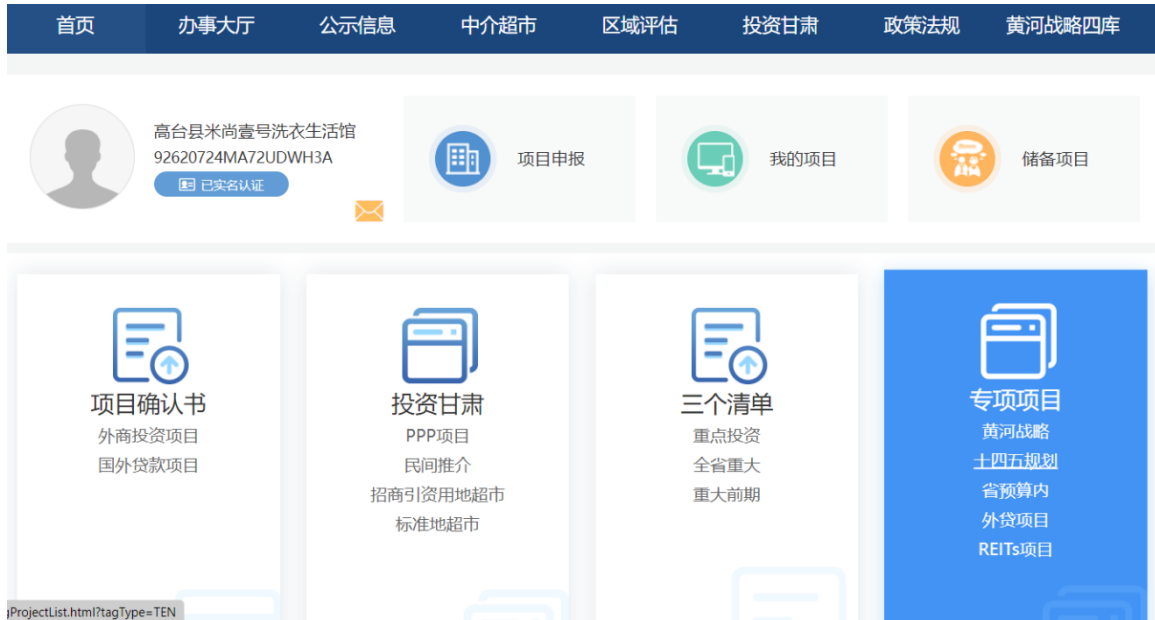 首页 办事大厅 公示信息 中介超市 区域评估 投资甘肃 政策法规 黄河战略四库
高台县米尚壹号洗衣生活馆
92620724MA72UDWH3A
已实名认证
项目申报
我的项目
储备项目
项目确认书
外商投资项目
国外贷款项目
投资甘肃
PPP项目
民间推介
招商引资用地超市
标准地超市
三个清单
重点投资
全省重大
重大前期
专项项目
黄河战略
十四五规划
省预算内
外贷项目
REITs项目
gProjectList.html?tagType=TEN